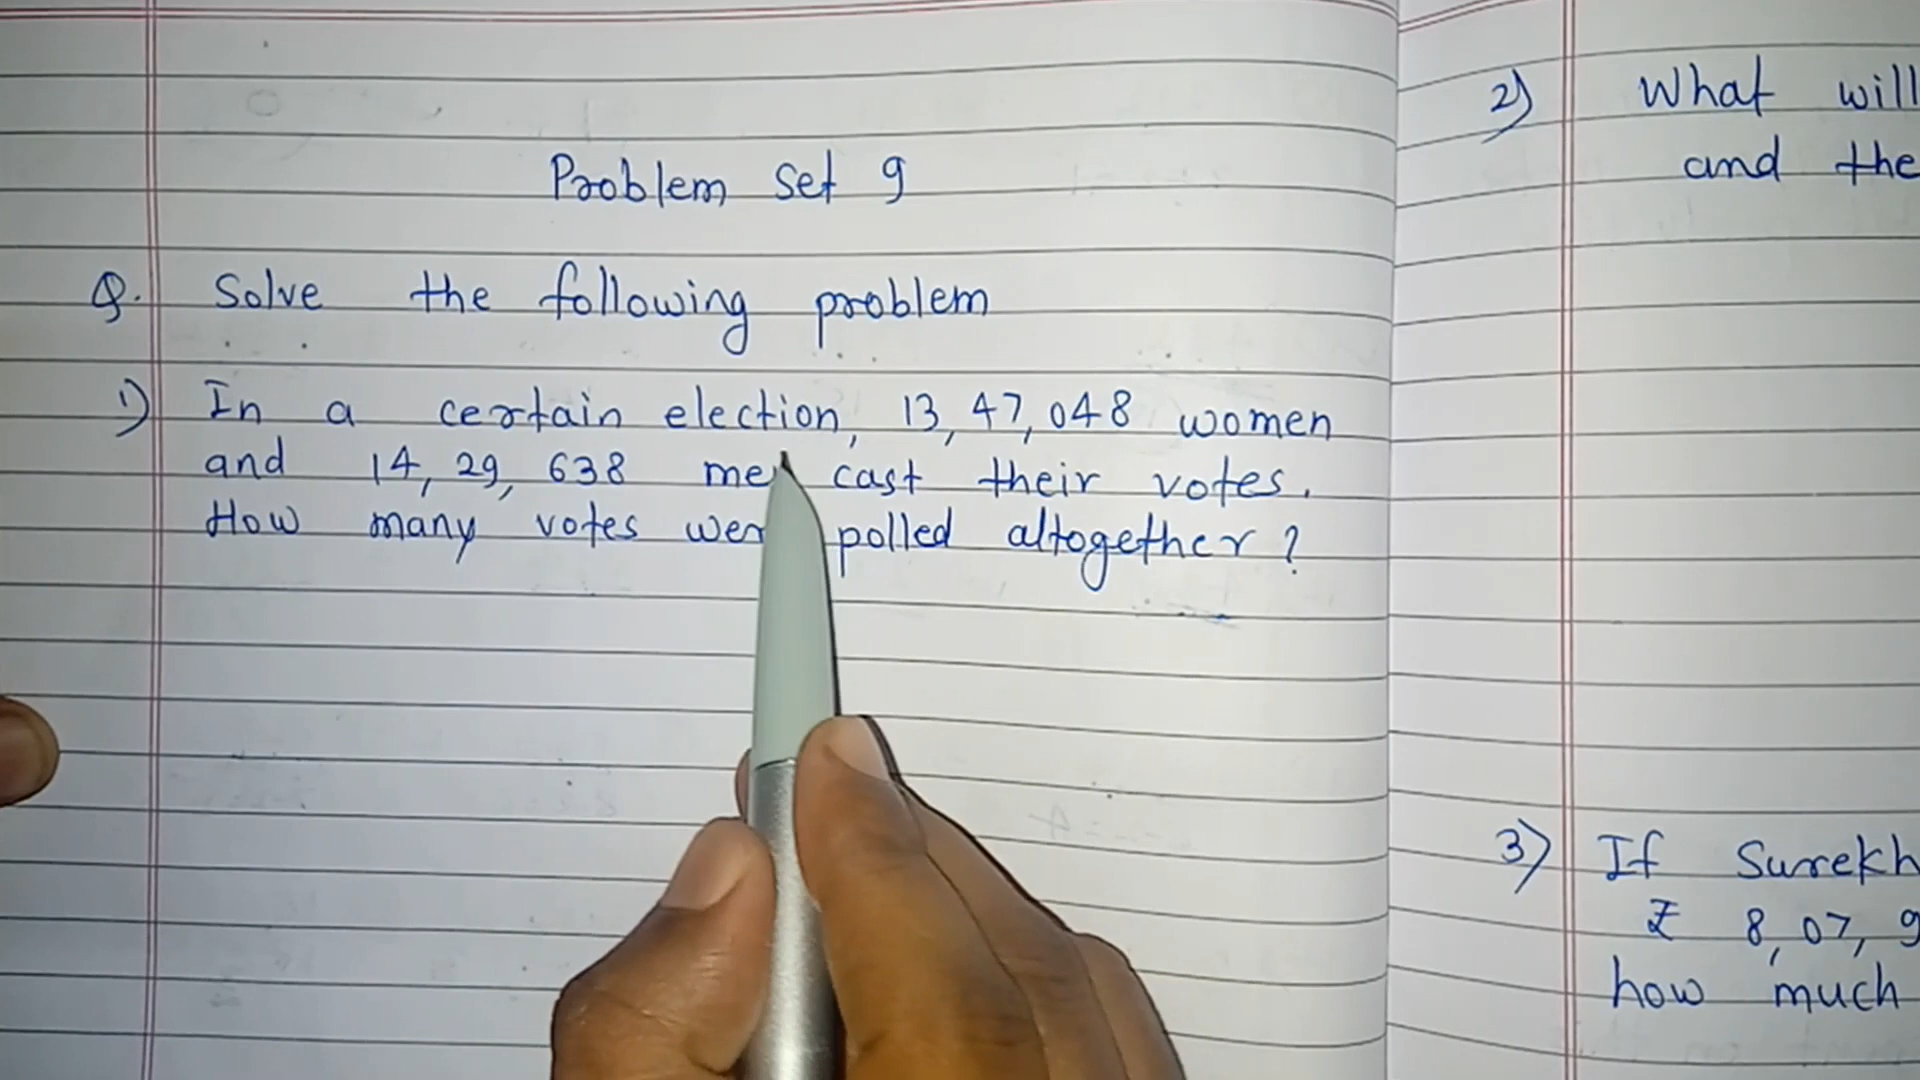 Problem Set 9
Q. Solve the following problem
1) In a certain election, 13,47,048 women
and 14, 29, 638 me cast their votes.
How many votes wer polled altogether?
2) What will
and the
3) If Surekh
₹ 8,07, 9
how much